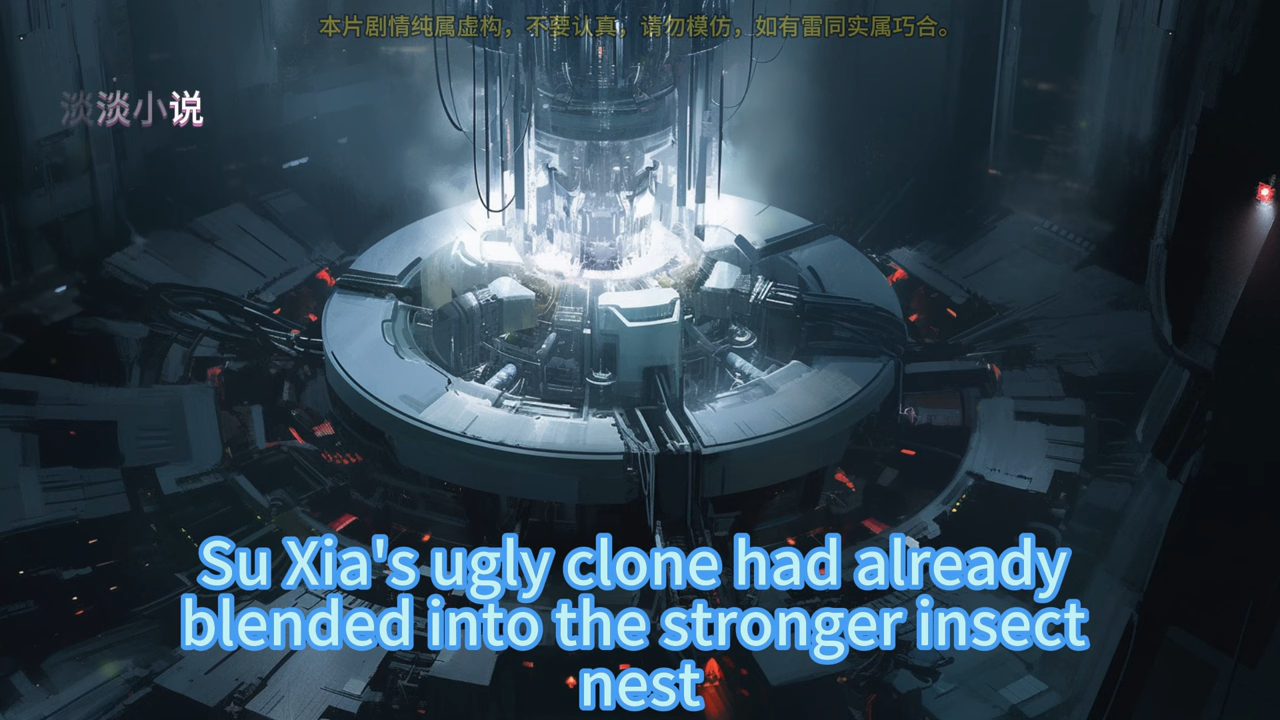 本片剧情纯属虚构，不要认真，请勿模仿，如有雷同实属巧合。
淡淡小说
Su Xia's ugly clone had already
blended into the stronger insect
nest